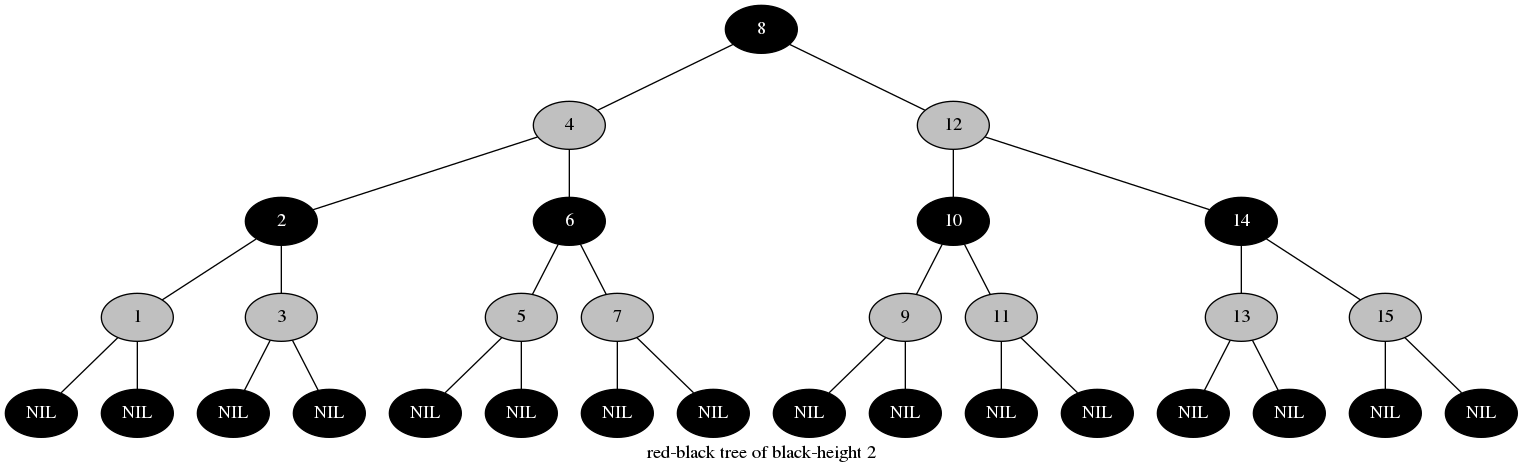 8
4 12
2 6 10 14
1 3 5 7 9 11 13 15
NIL NIL NIL NIL NIL NIL NIL NIL NIL NIL NIL NIL NIL NIL NIL NIL
red-black tree of black-height 2